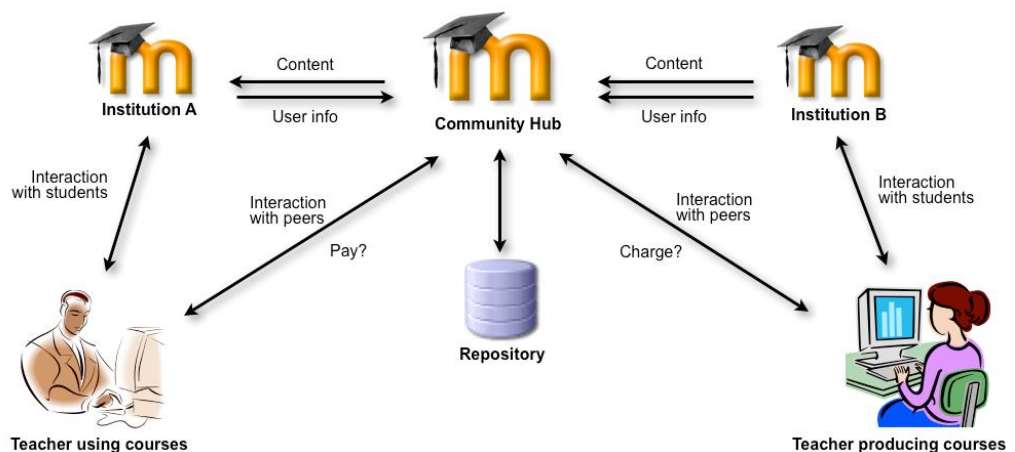 Content
Content
Institution A
User info
Community Hub
User info
Institution B
Interaction
with students
Interaction
with peers
Interaction
with peers
Interaction
with students
Pay?
Charge?
Repository
Teacher using courses
Teacher producing courses